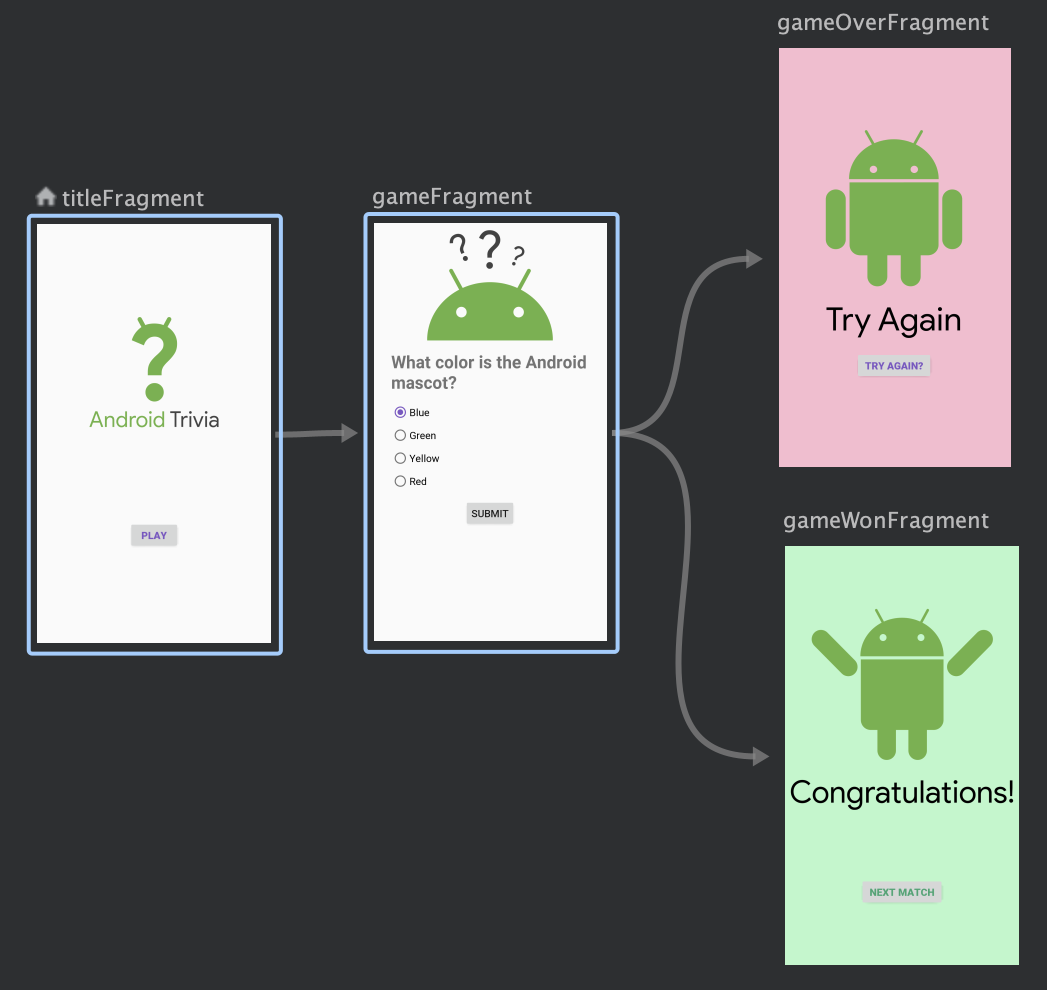 titleFragment
Android Trivia
PLAY
gameFragment
? ? ?
What color is the Android
mascot?
Blue
Green
Yellow
Red
SUBMIT
gameOverFragment
Try Again
TRY AGAIN?
gameWonFragment
Congratulations!
NEXT MATCH